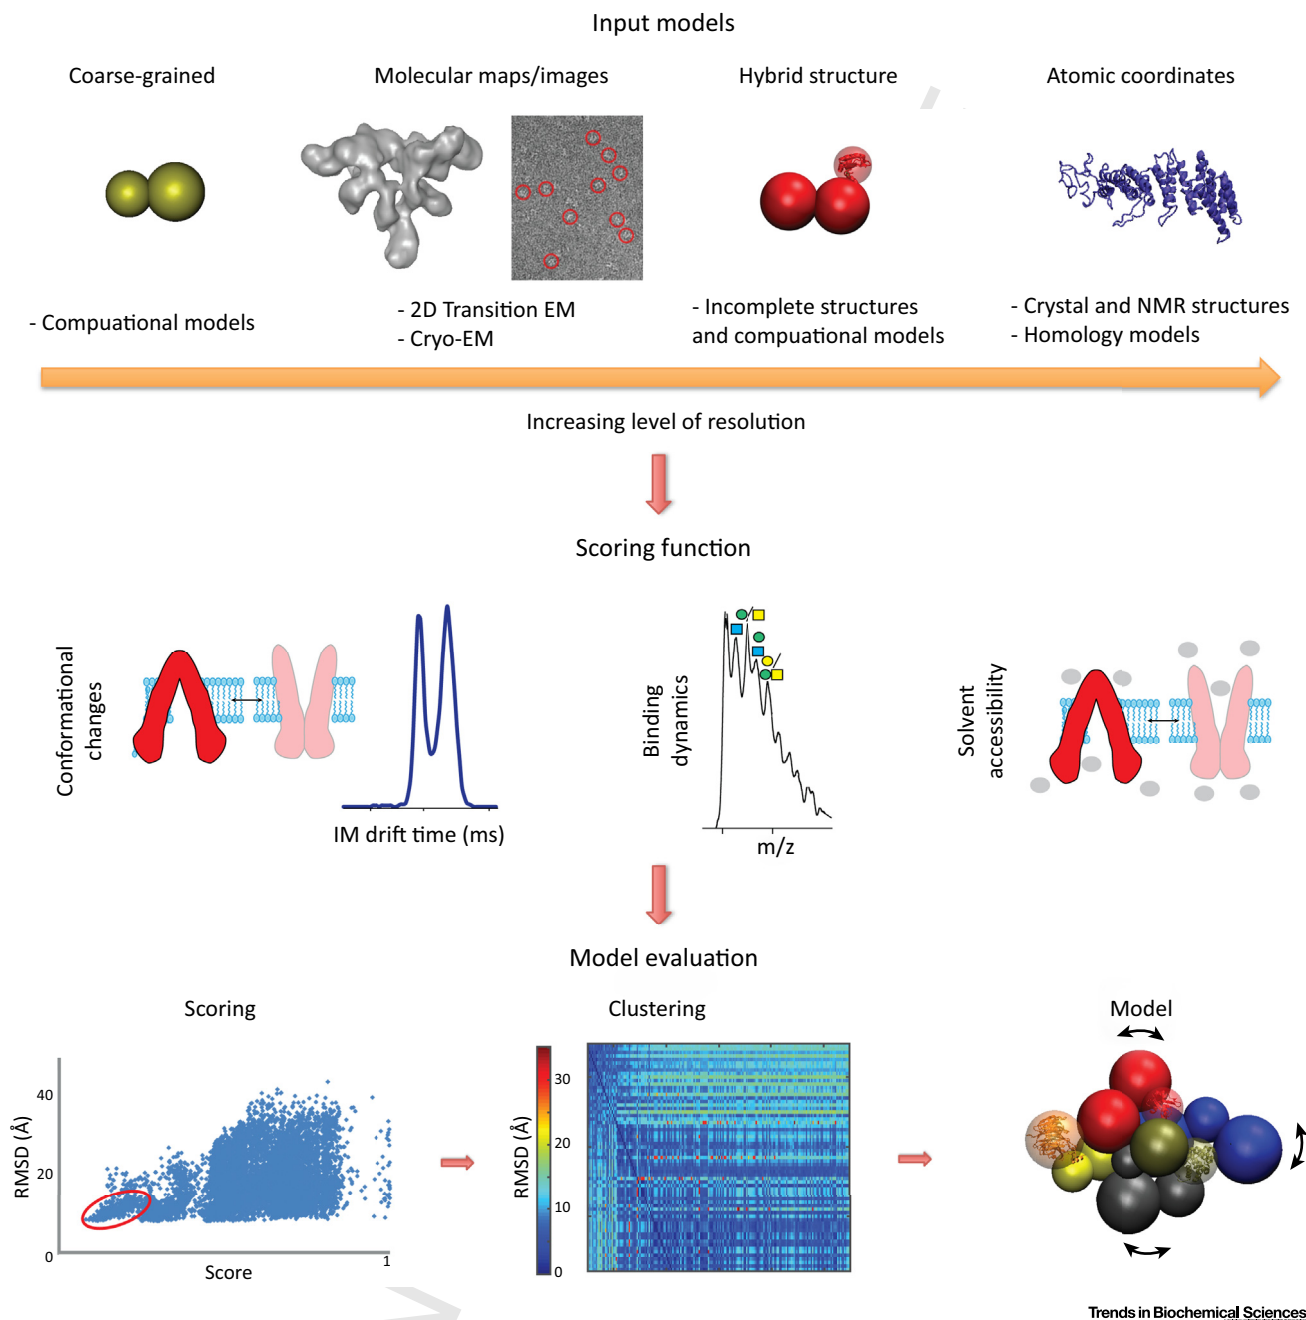 Input models
Coarse-grained
Molecular maps/images
Hybrid structure
Atomic coordinates
- Compuational models
- 2D Transition EM
- Cryo-EM
- Incomplete structures
and compuational models
- Crystal and NMR structures
- Homology models
Increasing level of resolution
Scoring function
Conformational
changes
IM drift time (ms)
Binding
dynamics
m/z
Solvent
accessibility
Model evaluation
Scoring
Clustering
Model
RMSD (Å)
40
20
0
Score
1
RMSD (Å)
30
20
10
0
Trends in Biochemical Sciences